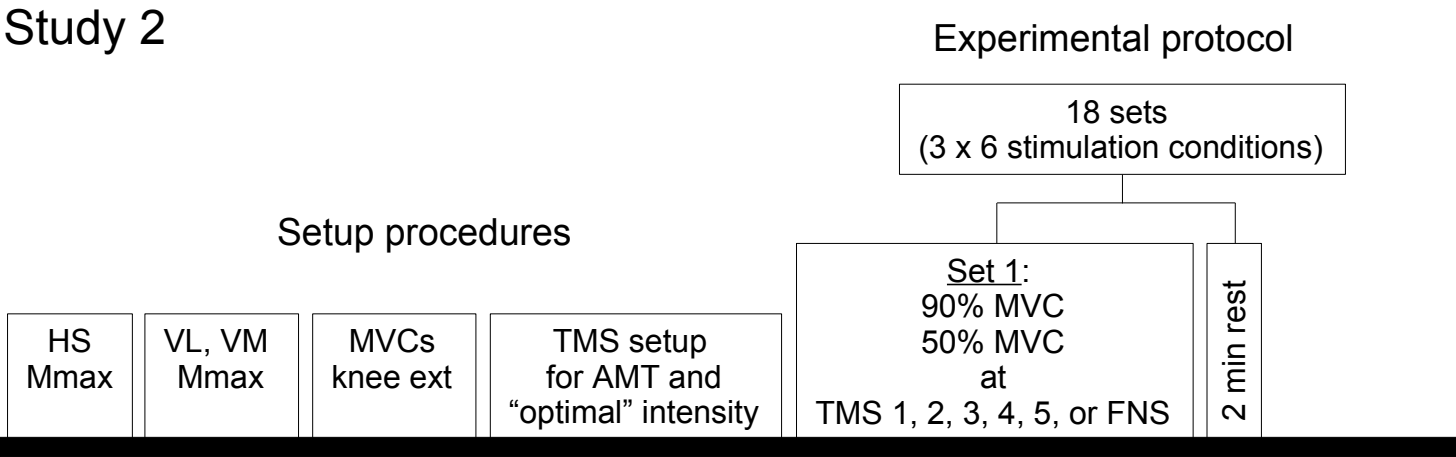 Study 2
Experimental protocol
18 sets
(3 x 6 stimulation conditions)
Setup procedures
HS
Mmax
VL, VM
Mmax
MVCs
knee ext
TMS setup
for AMT and
“optimal” intensity
Set 1:
90% MVC
50% MVC
at
TMS 1, 2, 3, 4, 5, or FNS
2 min rest